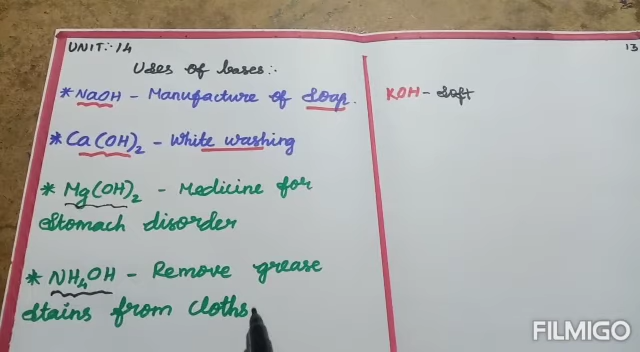 UNIT:-14
13
Uses of bases:-
* NaOH - Manufacture of Soap.
* Ca(OH)2 - White washing
* Mg(OH)2 - Medicine for
Stomach disorder
* NH4OH - Remove grease
stains from cloths
KOH - soft
FILMIGO